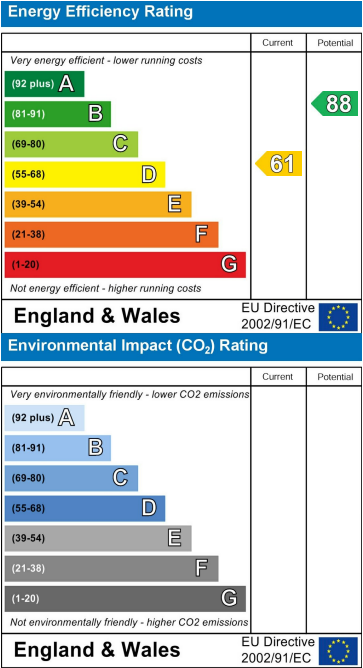 Energy Efficiency Rating
Current Potential
Very energy efficient - lower running costs
(92 plus) A
(81-91) B
88
(69-80) C
(55-68) D
61
(39-54) E
(21-38) F
(1-20) G
Not energy efficient - higher running costs
England & Wales
EU Directive
2002/91/EC
Environmental Impact (CO₂) Rating
Current Potential
Very environmentally friendly - lower CO2 emissions
(92 plus) A
(81-91) B
(69-80) C
(55-68) D
(39-54) E
(21-38) F
(1-20) G
Not environmentally friendly - higher CO2 emissions
England & Wales
EU Directive
2002/91/EC